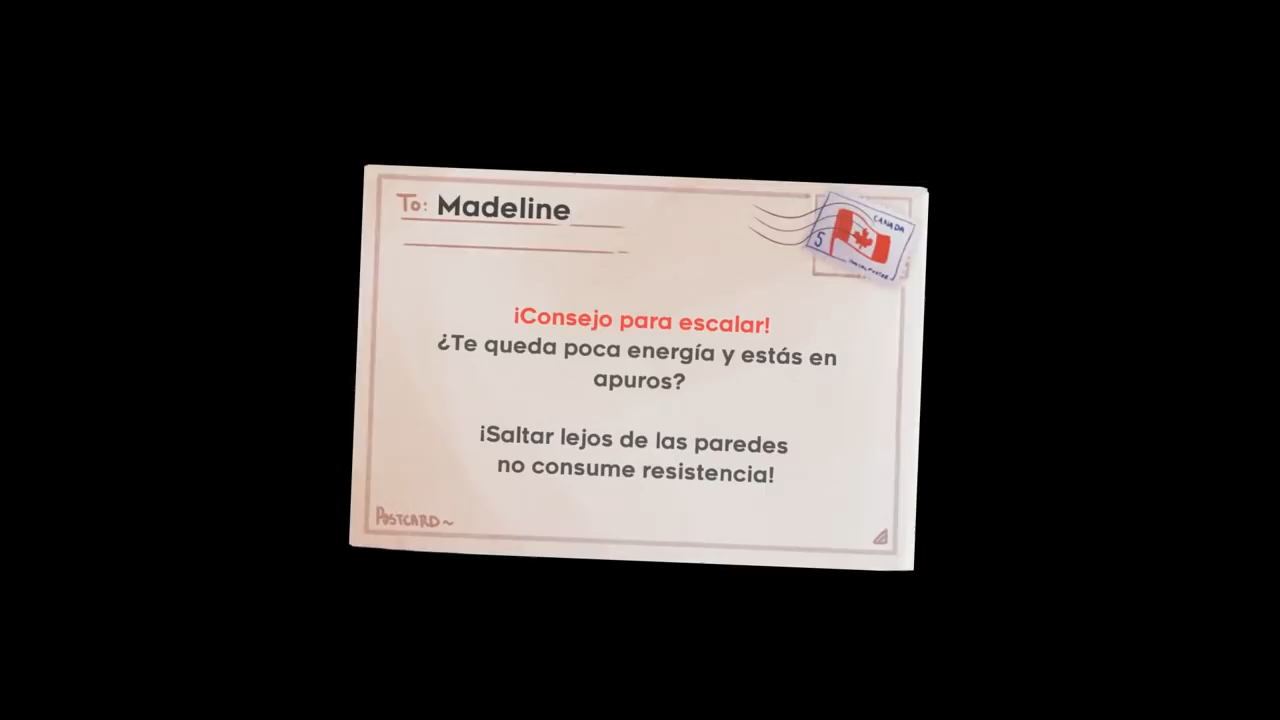 To: Madeline
CANADA
5
¡Consejo para escalar!
¿Te queda poca energía y estás en
apuros?
¡Saltar lejos de las paredes
no consume resistencia!
POSTCARD~